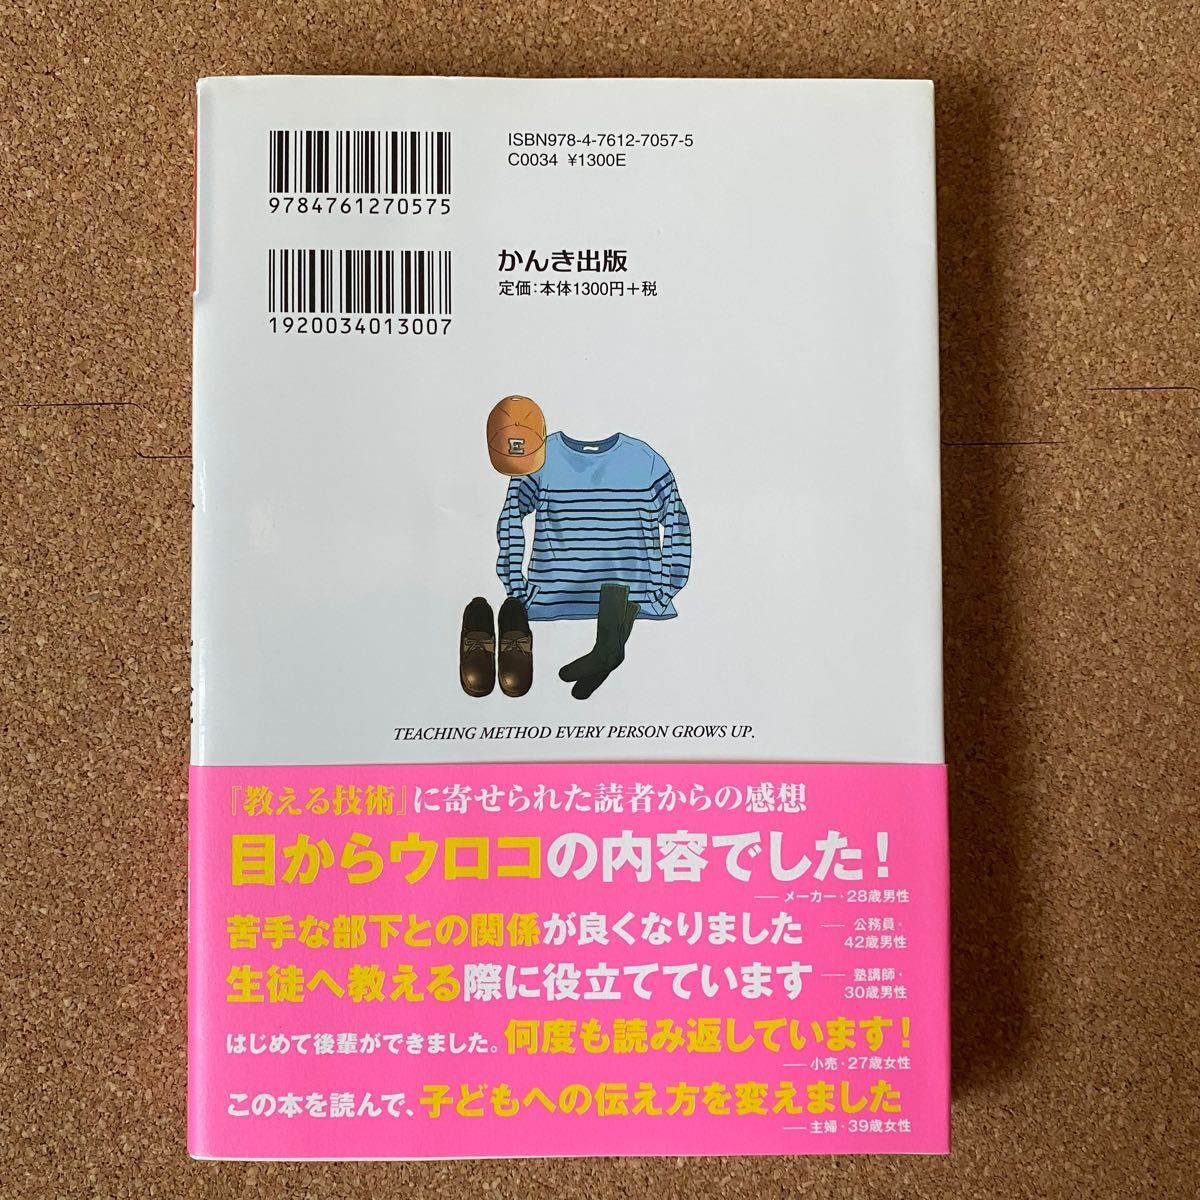 ISBN978-4-7612-7057-5
C0034 ¥1300E
9784761270575
かんき出版
定価:本体1300円+税
1920034013007
E
TEACHING METHOD EVERY PERSON GROWS UP.
『教える技術』に寄せられた読者からの感想
目からウロコの内容でした!
── メーカー・28歳男性
苦手な部下との関係が良くなりました ── 公務員・
42歳男性
生徒へ教える際に役立てています ── 塾講師・
30歳男性
はじめて後輩ができました。何度も読み返しています!
── 小売・27歳女性
この本を読んで、子どもへの伝え方を変えました
── 主婦・39歳女性